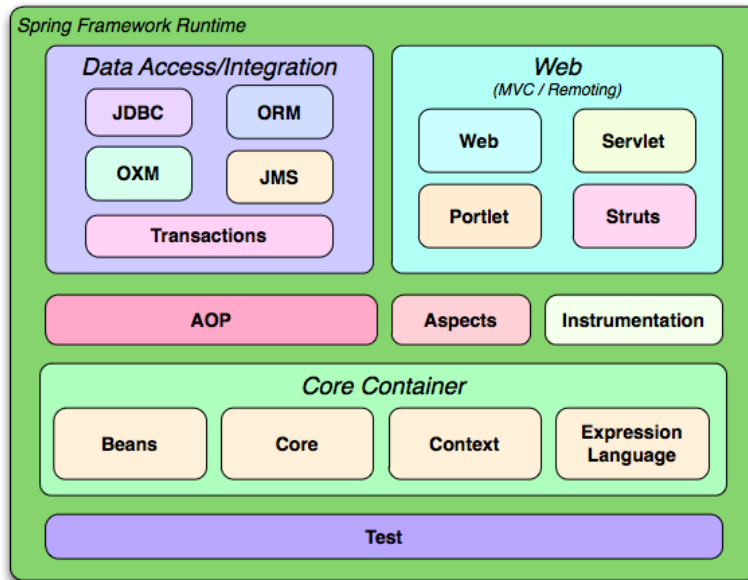 Spring Framework Runtime
Data Access/Integration
JDBC
ORM
OXM
JMS
Transactions
Web
(MVC / Remoting)
Web
Servlet
Portlet
Struts
AOP
Aspects
Instrumentation
Core Container
Beans
Core
Context
Expression
Language
Test